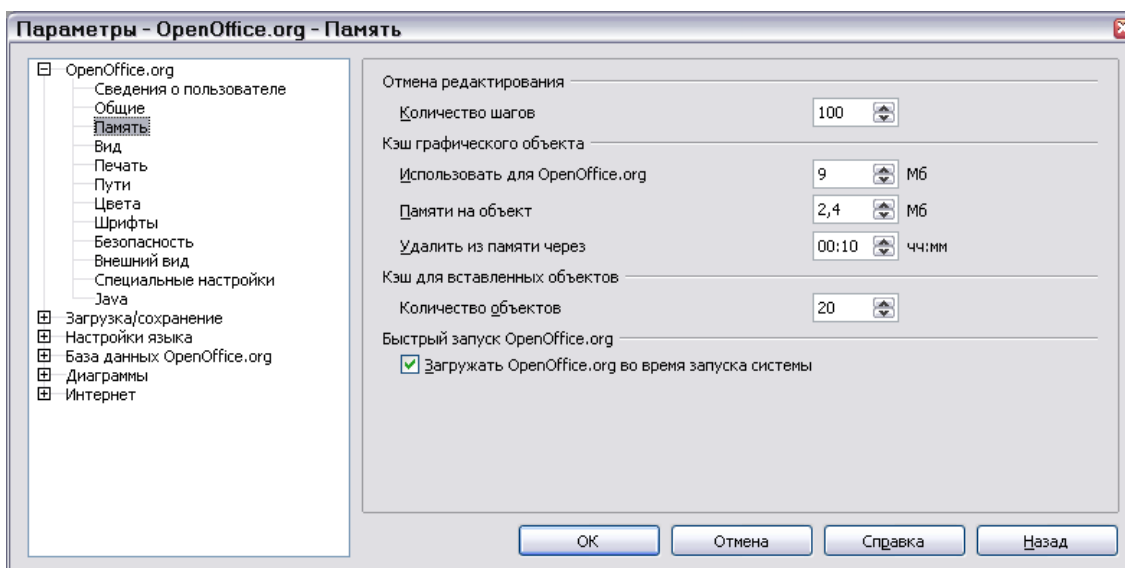 Параметры - OpenOffice.org - Память
OpenOffice.org
Сведения о пользователе
Общие
Память
Вид
Печать
Пути
Цвета
Шрифты
Безопасность
Внешний вид
Специальные настройки
Java
Загрузка/сохранение
Настройки языка
База данных OpenOffice.org
Диаграммы
Интернет
Отмена редактирования
Количество шагов 100
Кэш графического объекта
Использовать для OpenOffice.org 9 Мб
Памяти на объект 2,4 Мб
Удалить из памяти через 00:10 чч:мм
Кэш для вставленных объектов
Количество объектов 20
Быстрый запуск OpenOffice.org
Загружать OpenOffice.org во время запуска системы
ОК Отмена Справка Назад